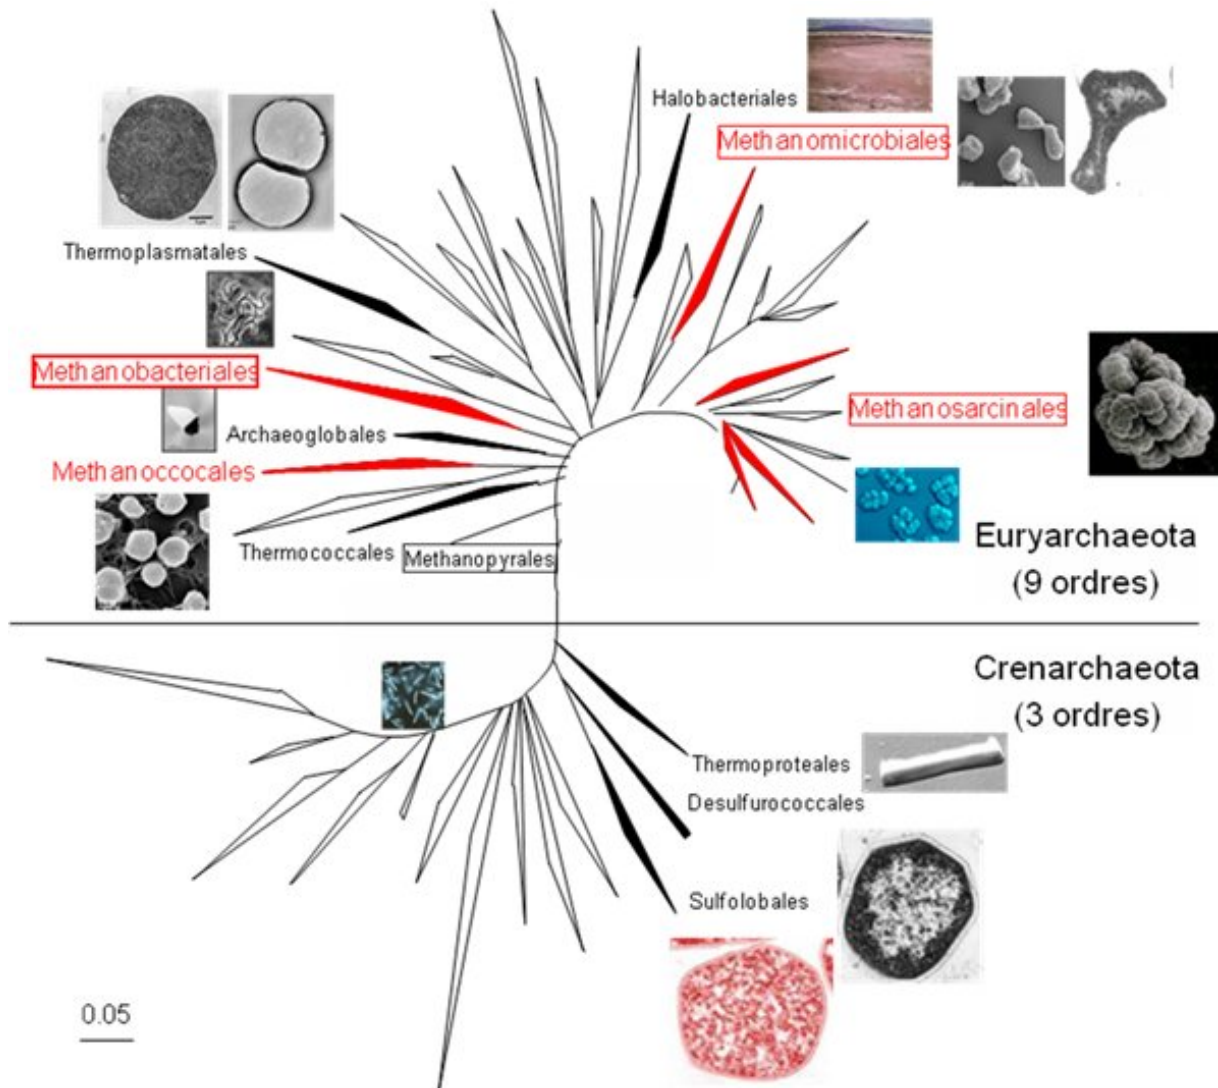 Halobacteriales
Methanomicrobiales
Thermoplasmatales
Methanobacteriales
Methanosarcinales
Archaeoglobales
Methanoccocales
Thermococcales
Methanopyrales
Euryarchaeota
(9 ordres)
Crenarchaeota
(3 ordres)
Thermoproteales
Desulfurococcales
Sulfolobales
0.05